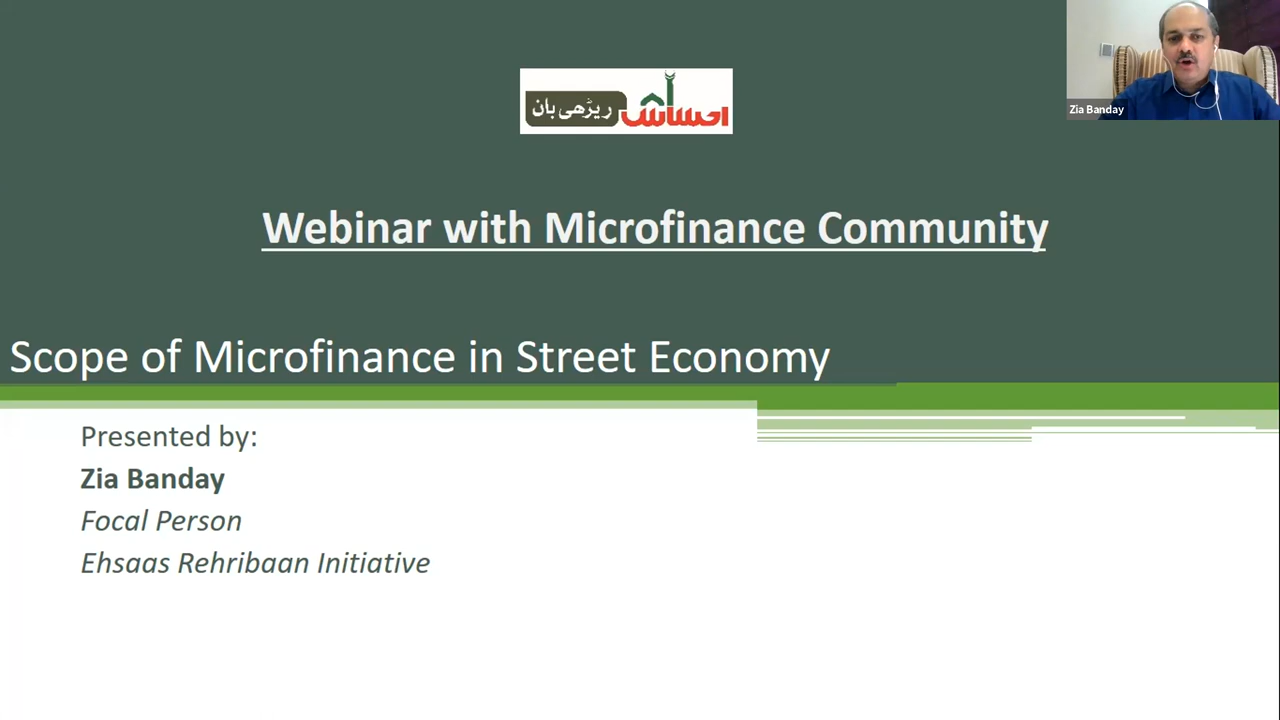 احساس ریڑھی بان
Zia Banday
Webinar with Microfinance Community
Scope of Microfinance in Street Economy
Presented by:
Zia Banday
Focal Person
Ehsaas Rehribaan Initiative